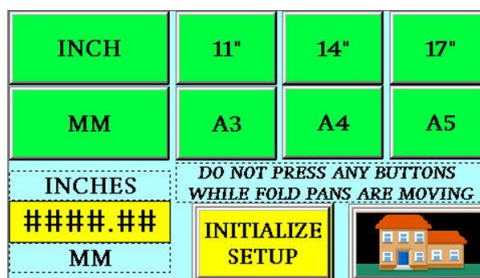 INCH 11" 14" 17"
MM A3 A4 A5
INCHES
DO NOT PRESS ANY BUTTONS
WHILE FOLD PANS ARE MOVING
####.##
INITIALIZE
SETUP
MM